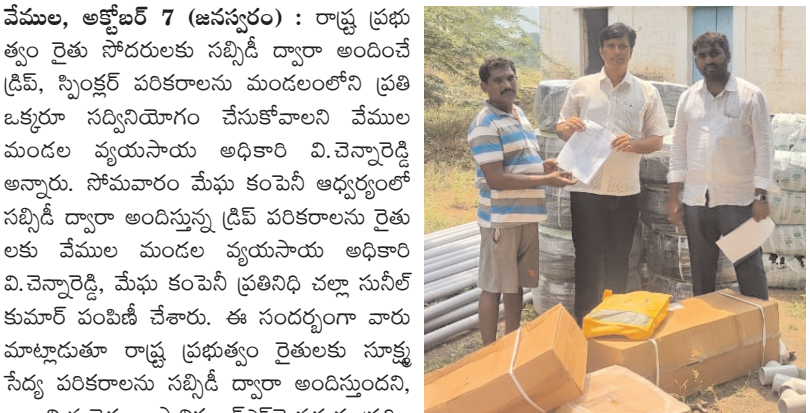 వేముల, అక్టోబర్ 7 (జనస్వరం) : రాష్ట్ర ప్రభు
త్వం రైతు సోదరులకు సబ్సిడీ ద్వారా అందించే
డ్రిప్, స్పింక్లర్ పరికరాలను మండలంలోని ప్రతి
ఒక్కరూ సద్వినియోగం చేసుకోవాలని వేముల
మండల వ్యయసాయ అధికారి వి.చెన్నారెడ్డి
అన్నారు. సోమవారం మేఘ కంపెనీ ఆధ్వర్యంలో
సబ్సిడీ ద్వారా అందిస్తున్న డ్రిప్ పరికరాలను రైతు
లకు వేముల మండల వ్యయసాయ అధికారి
వి.చెన్నారెడ్డి, మేఘ కంపెనీ ప్రతినిధి చల్లా సునీల్
కుమార్ పంపిణీ చేశారు. ఈ సందర్బంగా వారు
మాట్లాడుతూ రాష్ట్ర ప్రభుత్వం రైతులకు సూక్ష్మ
సేద్య పరికరాలను సబ్సిడీ ద్వారా అందిస్తుందని,